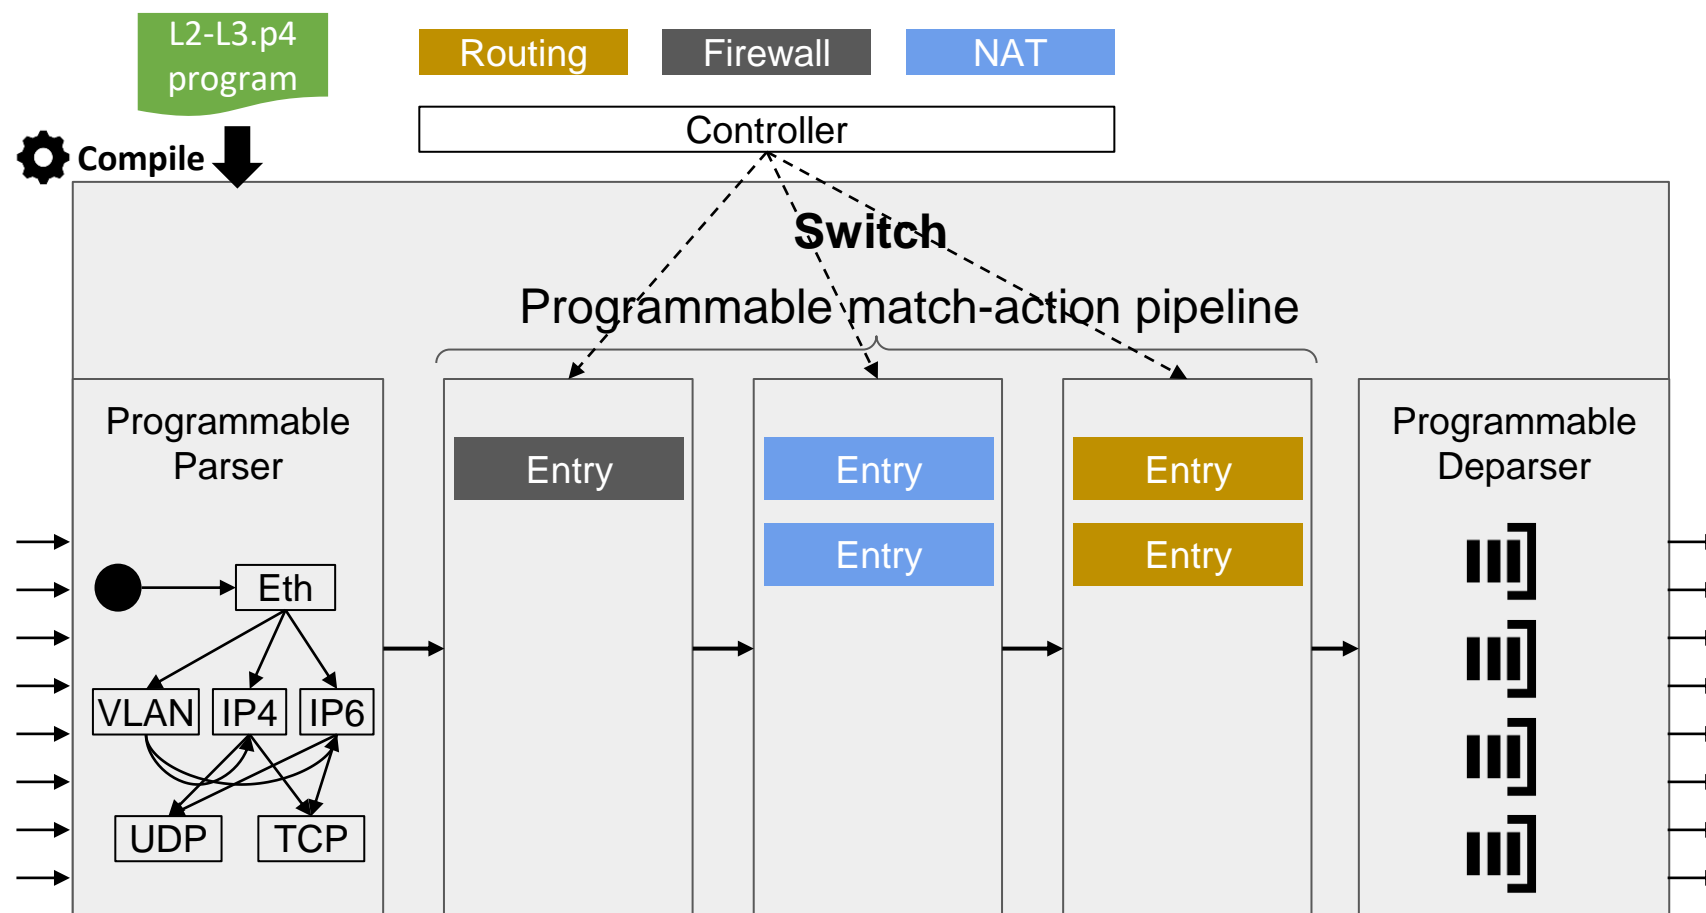 L2-L3.p4
program
Routing
Firewall
NAT
Controller
Compile
Switch
Programmable match-action pipeline
Programmable
Parser
Entry
Entry
Entry
Entry
Entry
Programmable
Deparser
Eth
VLAN
IP4
IP6
UDP
TCP